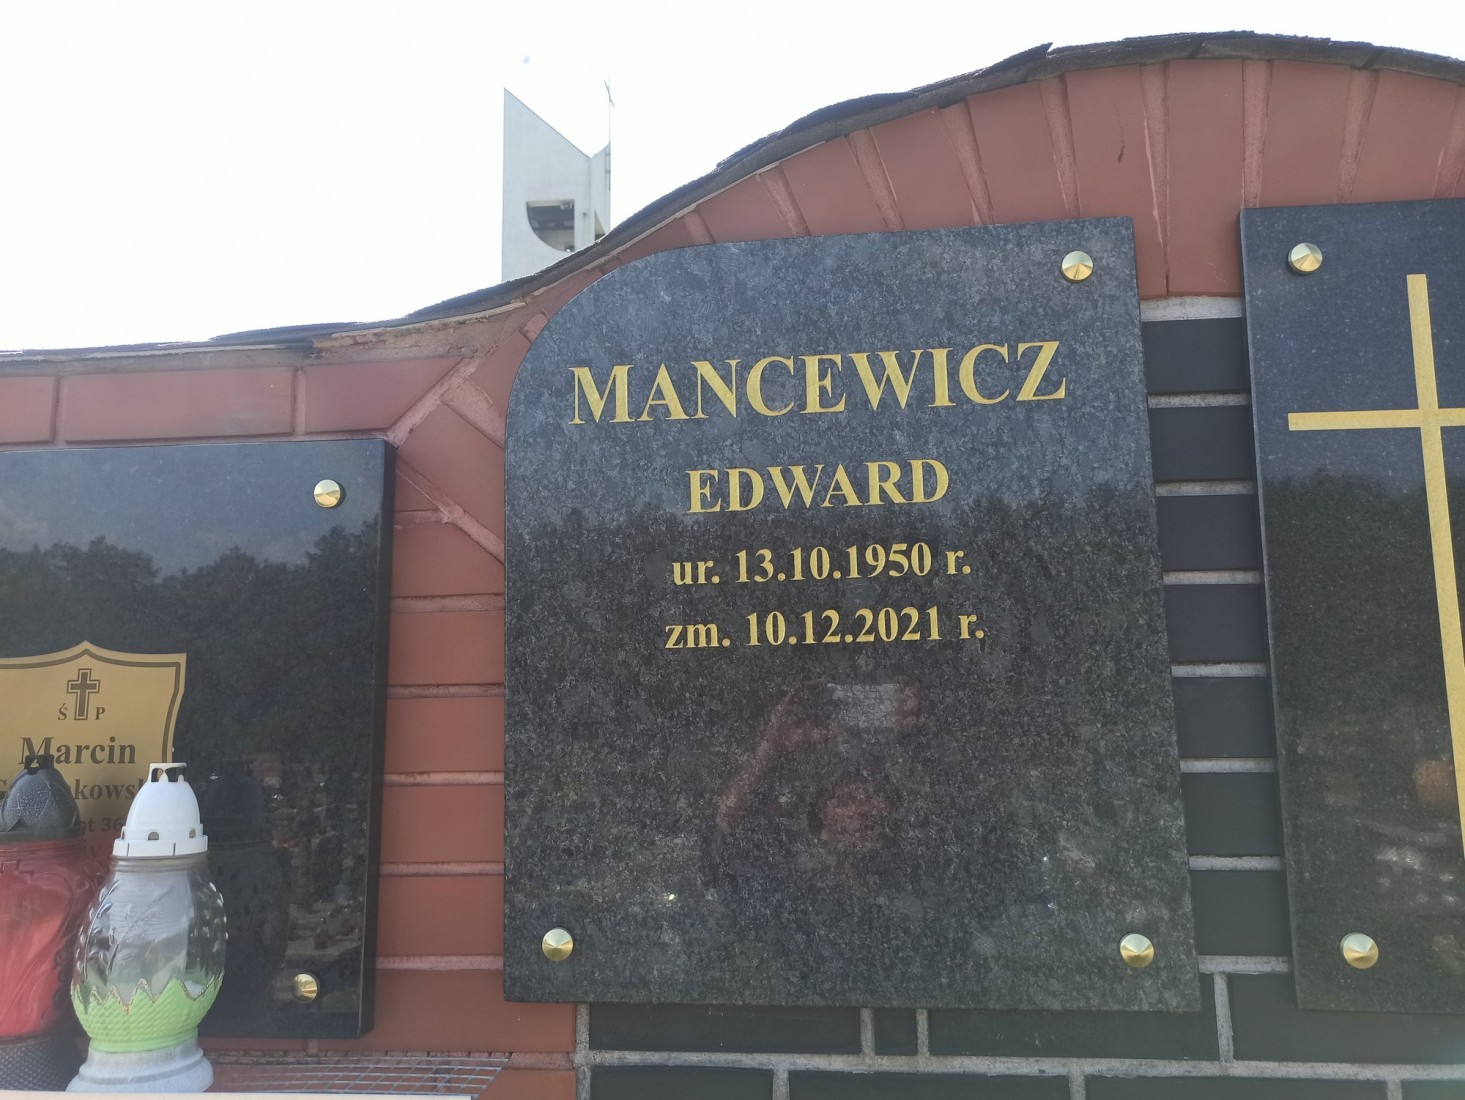 MANCEWICZ
EDWARD
ur. 13.10.1950 r.
zm. 10.12.2021 r.
Ś P
Marcin